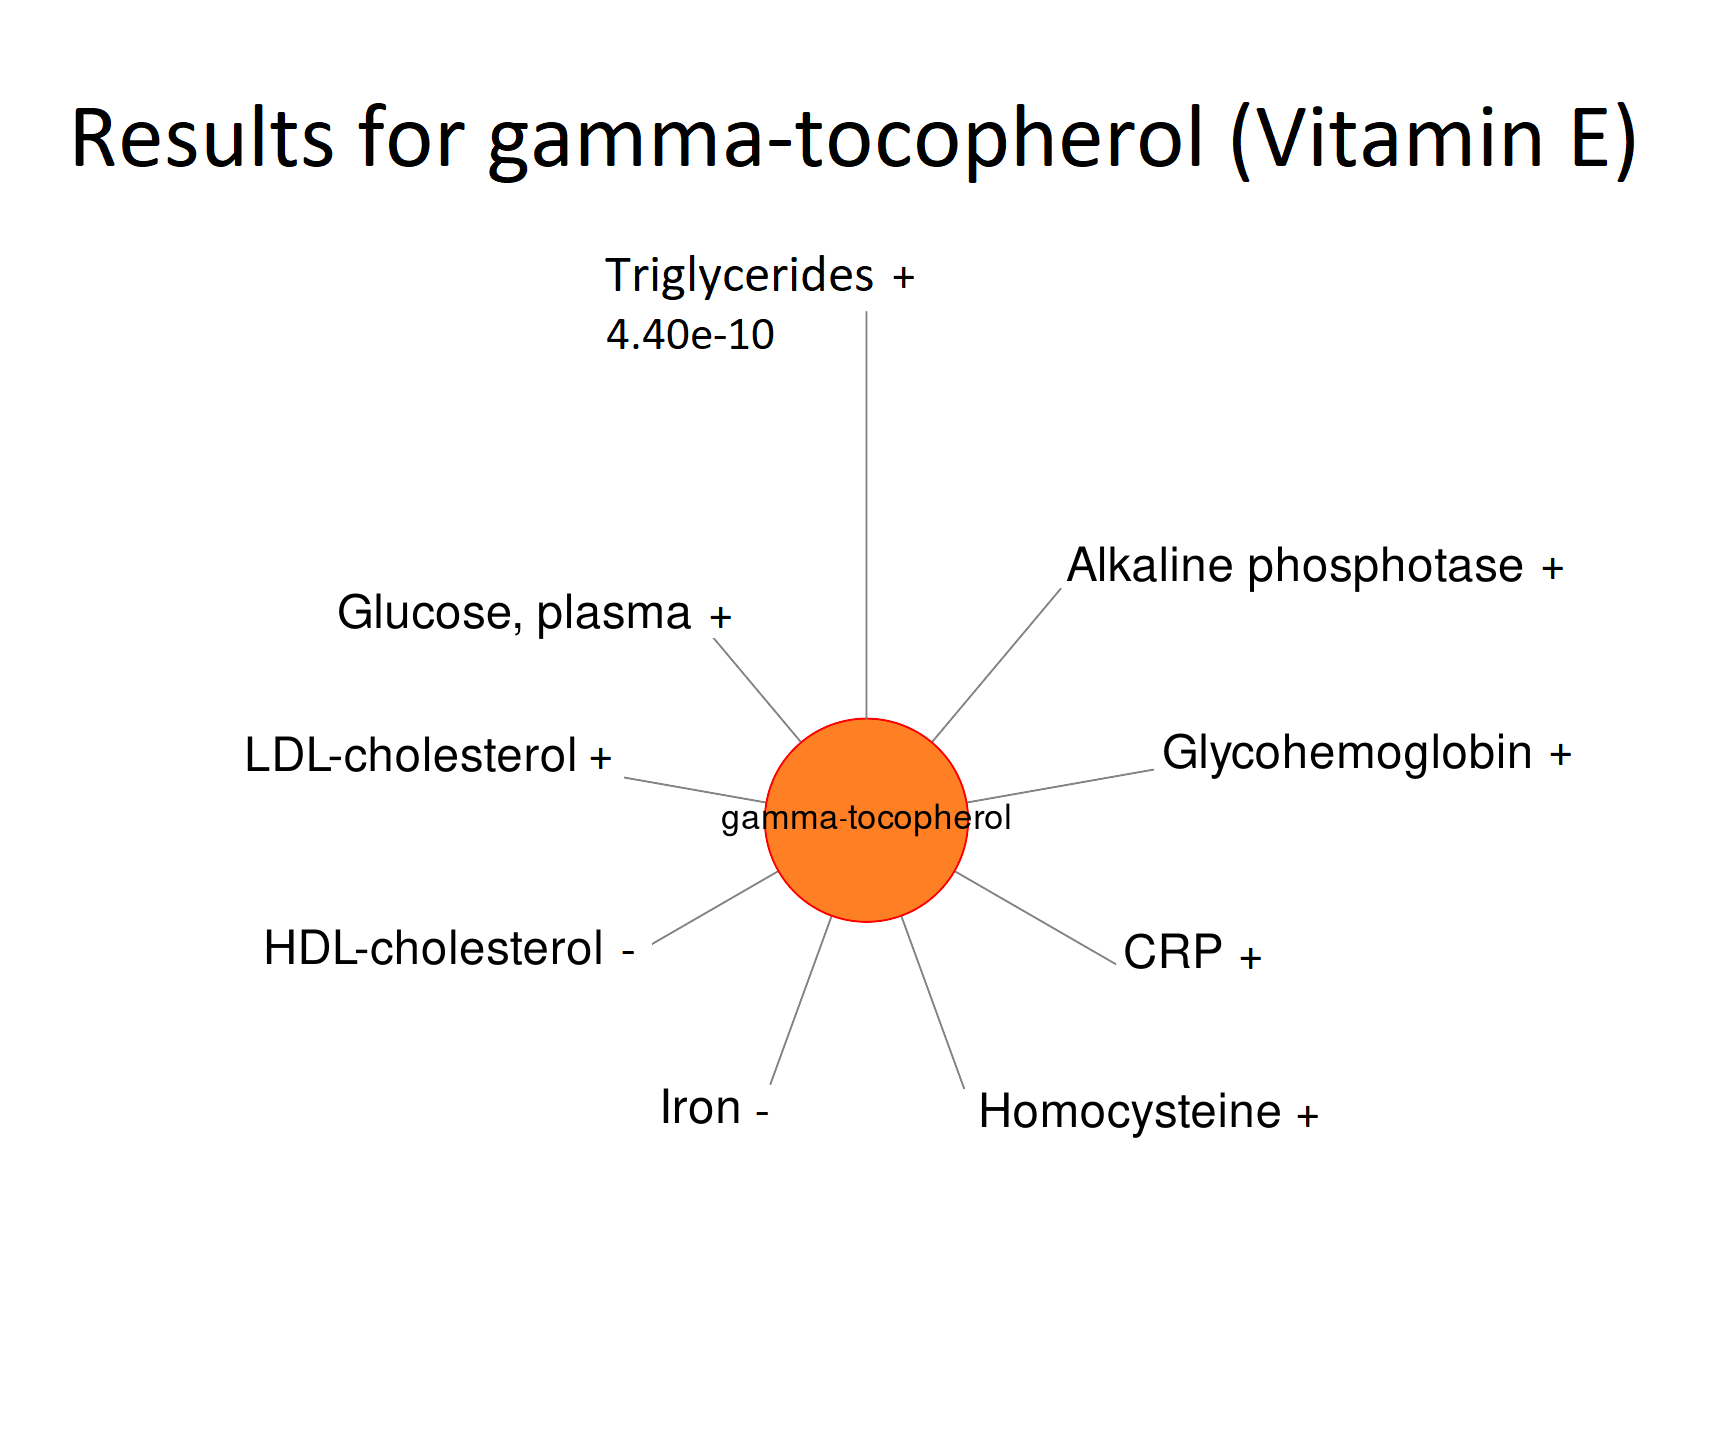 Results for gamma-tocopherol (Vitamin E)
Triglycerides +
4.40e-10
Alkaline phosphotase +
Glucose, plasma +
LDL-cholesterol +
Glycohemoglobin +
gamma-tocopherol
HDL-cholesterol -
CRP +
Iron -
Homocysteine +